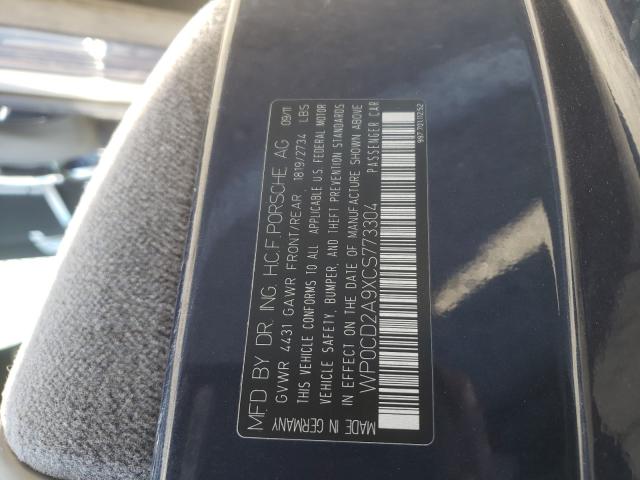 MFD BY DR. ING. H.C.F. PORSCHE AG 09/11
GVWR 4431 GAWR FRONT/REAR 1819/2734 LBS
THIS VEHICLE CONFORMS TO ALL APPLICABLE U.S. FEDERAL MOTOR
VEHICLE SAFETY, BUMPER, AND THEFT PREVENTION STANDARDS
IN EFFECT ON THE DATE OF MANUFACTURE SHOWN ABOVE
WP0CD2A9XCS773304 PASSENGER CAR
MADE IN GERMANY